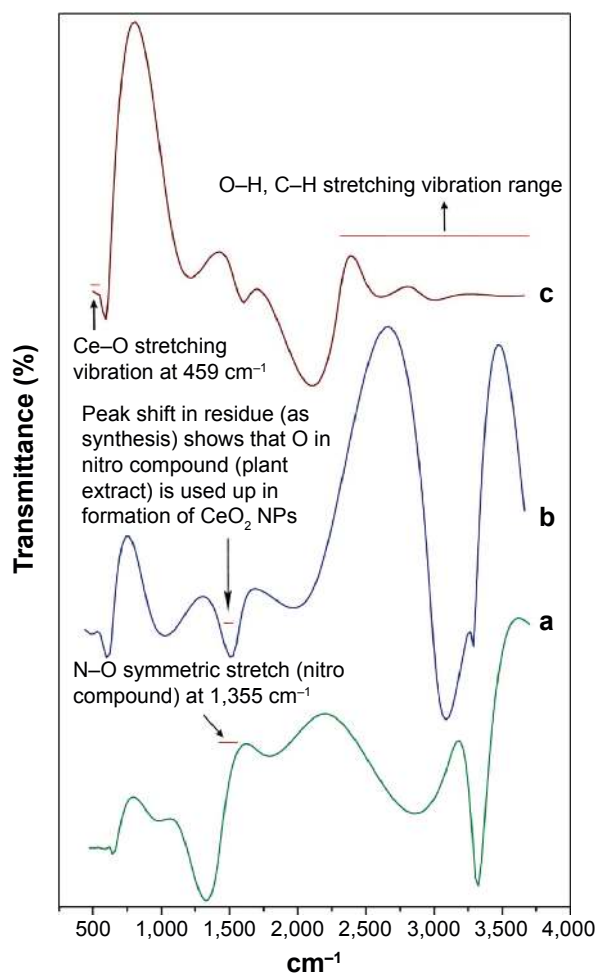 O–H, C–H stretching vibration range
c
Ce–O stretching
vibration at 459 cm⁻¹
Peak shift in residue (as
synthesis) shows that O in
nitro compound (plant
extract) is used up in
formation of CeO₂ NPs
b
a
N–O symmetric stretch (nitro
compound) at 1,355 cm⁻¹
Transmittance (%)
500 1,000 1,500 2,000 2,500 3,000 3,500 4,000
cm⁻¹